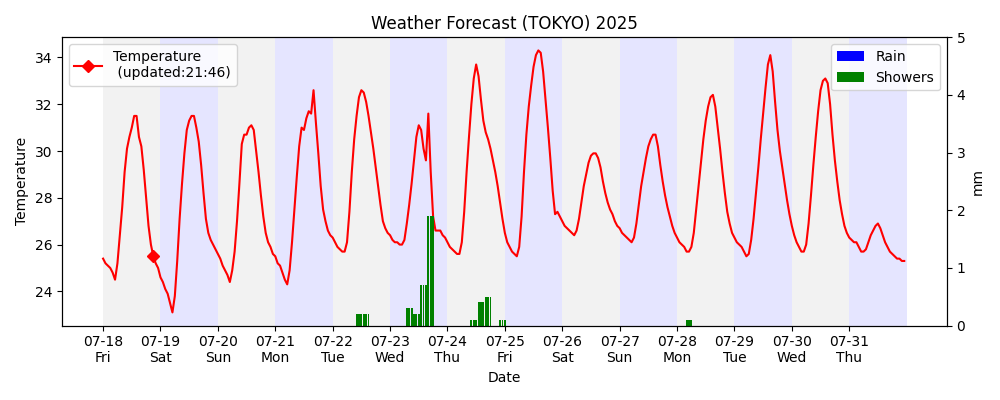 Weather Forecast (TOKYO) 2025
Temperature
(updated:21:46)
Rain
Showers
Temperature
34
32
30
28
26
24
5
4
3
2
1
0
mm
07-18 07-19 07-20 07-21 07-22 07-23 07-24 07-25 07-26 07-27 07-28 07-29 07-30 07-31
Fri Sat Sun Mon Tue Wed Thu Fri Sat Sun Mon Tue Wed Thu
Date